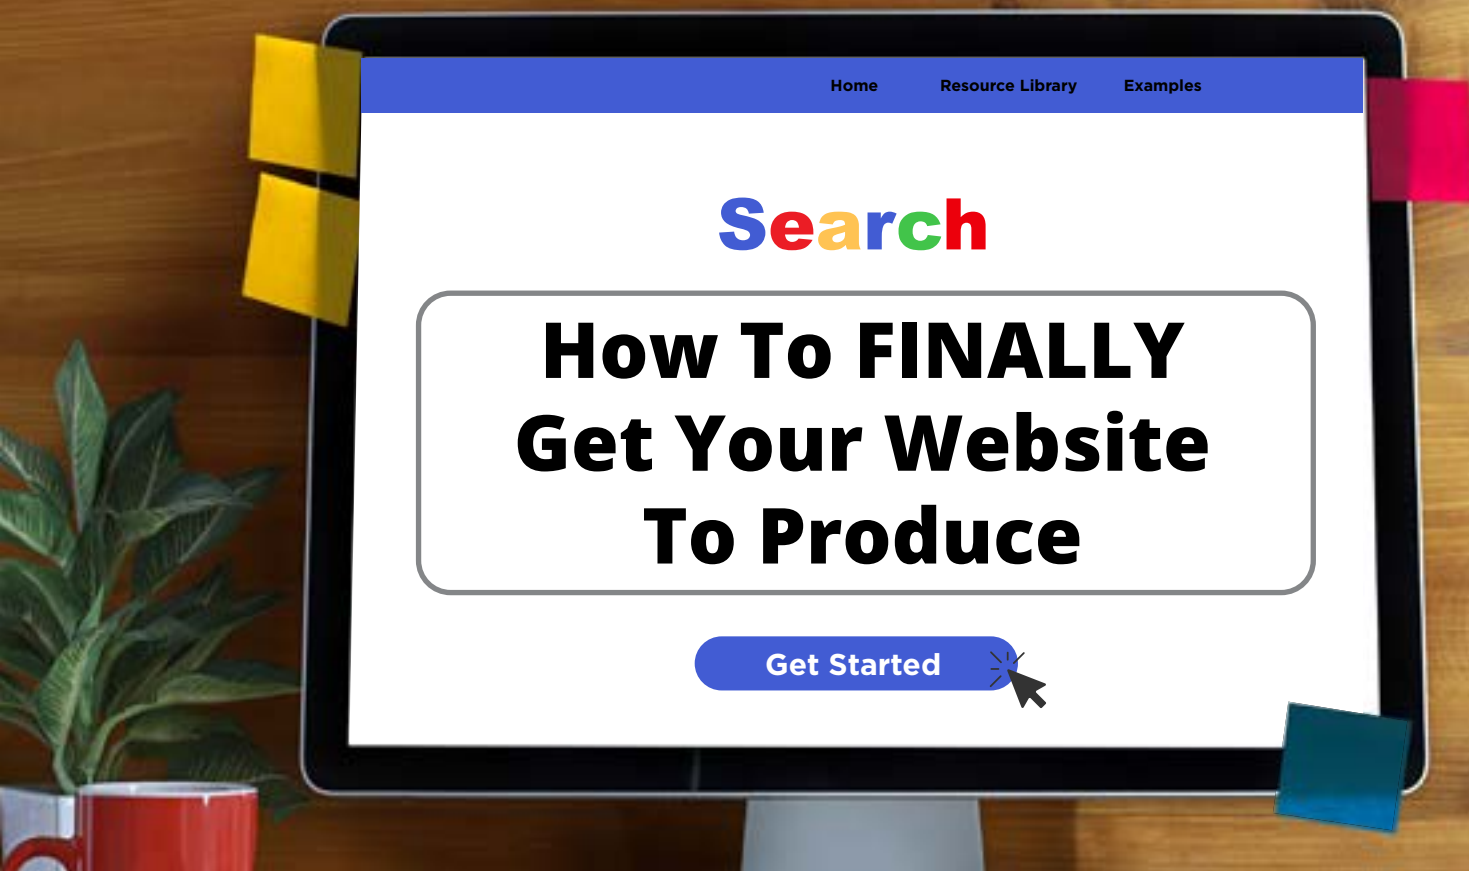 Home Resource Library Examples
Search
How To FINALLY
Get Your Website
To Produce
Get Started